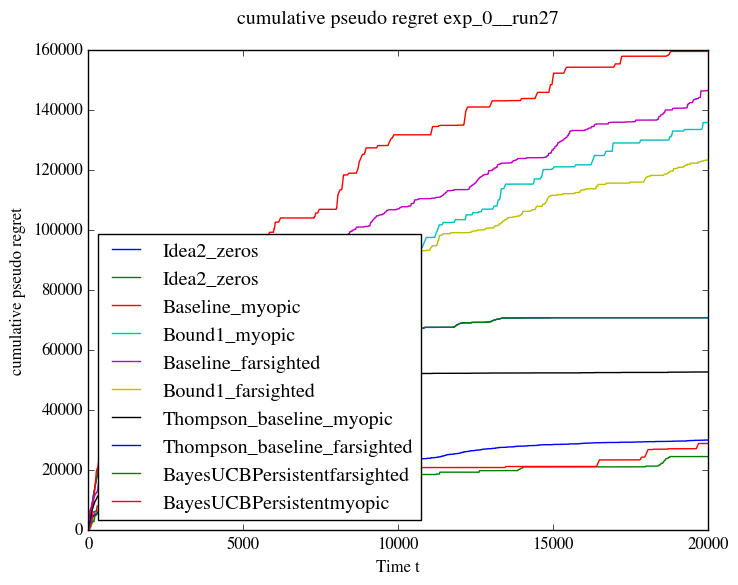 cumulative pseudo regret exp_0__run27
160000
140000
120000
100000
80000
60000
40000
20000
0
cumulative pseudo regret
Idea2_zeros
Idea2_zeros
Baseline_myopic
Bound1_myopic
Baseline_farsighted
Bound1_farsighted
Thompson_baseline_myopic
Thompson_baseline_farsighted
BayesUCBPersistentfarsighted
BayesUCBPersistentmyopic
0 5000 10000 15000 20000
Time t